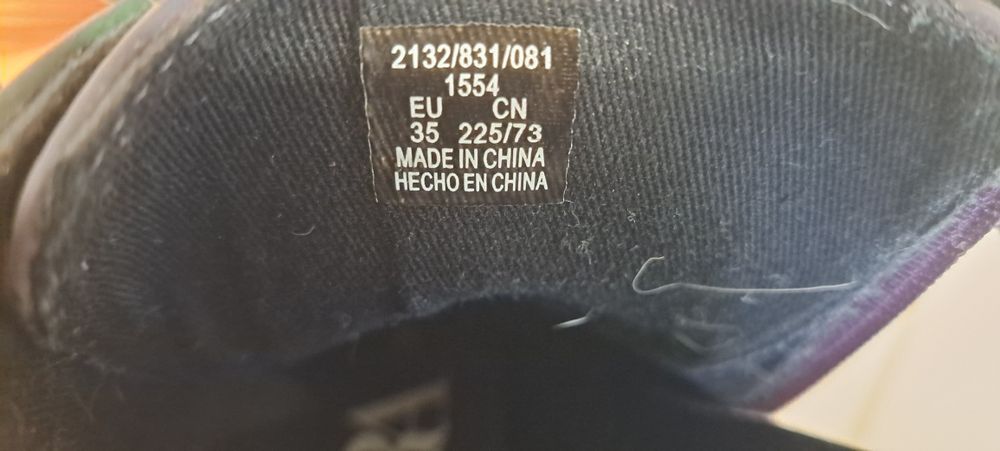 2132/831/081
1554
EU CN
35 225/73
MADE IN CHINA
HECHO EN CHINA